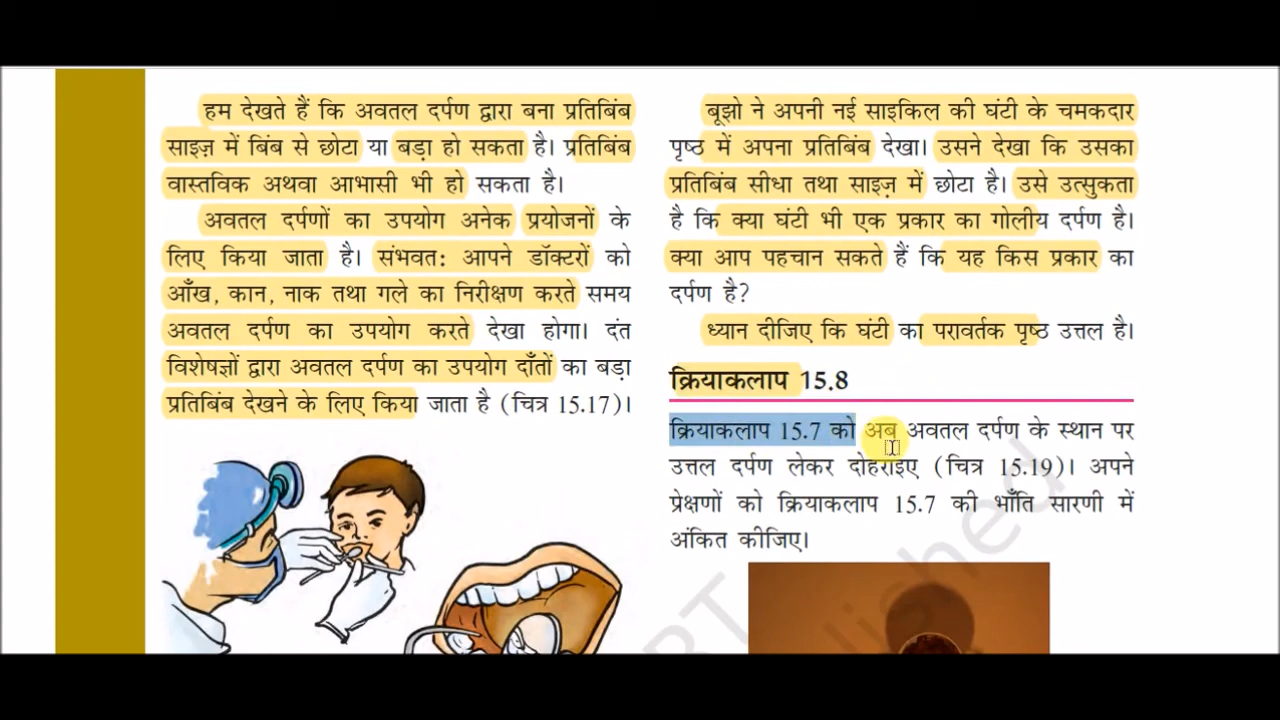 हम देखते हैं कि अवतल दर्पण द्वारा बना प्रतिबिंब
साइज़ में बिंब से छोटा या बड़ा हो सकता है। प्रतिबिंब
वास्तविक अथवा आभासी भी हो सकता है।
अवतल दर्पणों का उपयोग अनेक प्रयोजनों के
लिए किया जाता है। संभवत: आपने डॉक्टरों को
आँख, कान, नाक तथा गले का निरीक्षण करते समय
अवतल दर्पण का उपयोग करते देखा होगा। दंत
विशेषज्ञों द्वारा अवतल दर्पण का उपयोग दाँतों का बड़ा
प्रतिबिंब देखने के लिए किया जाता है (चित्र 15.17)।
बूझो ने अपनी नई साइकिल की घंटी के चमकदार
पृष्ठ में अपना प्रतिबिंब देखा। उसने देखा कि उसका
प्रतिबिंब सीधा तथा साइज़ में छोटा है। उसे उत्सुकता
है कि क्या घंटी भी एक प्रकार का गोलीय दर्पण है।
क्या आप पहचान सकते हैं कि यह किस प्रकार का
दर्पण है?
ध्यान दीजिए कि घंटी का परावर्तक पृष्ठ उत्तल है।
क्रियाकलाप 15.8
क्रियाकलाप 15.7 को अब अवतल दर्पण के स्थान पर
उत्तल दर्पण लेकर दोहराइए (चित्र 15.19)। अपने
प्रेक्षणों को क्रियाकलाप 15.7 की भाँति सारणी में
अंकित कीजिए।